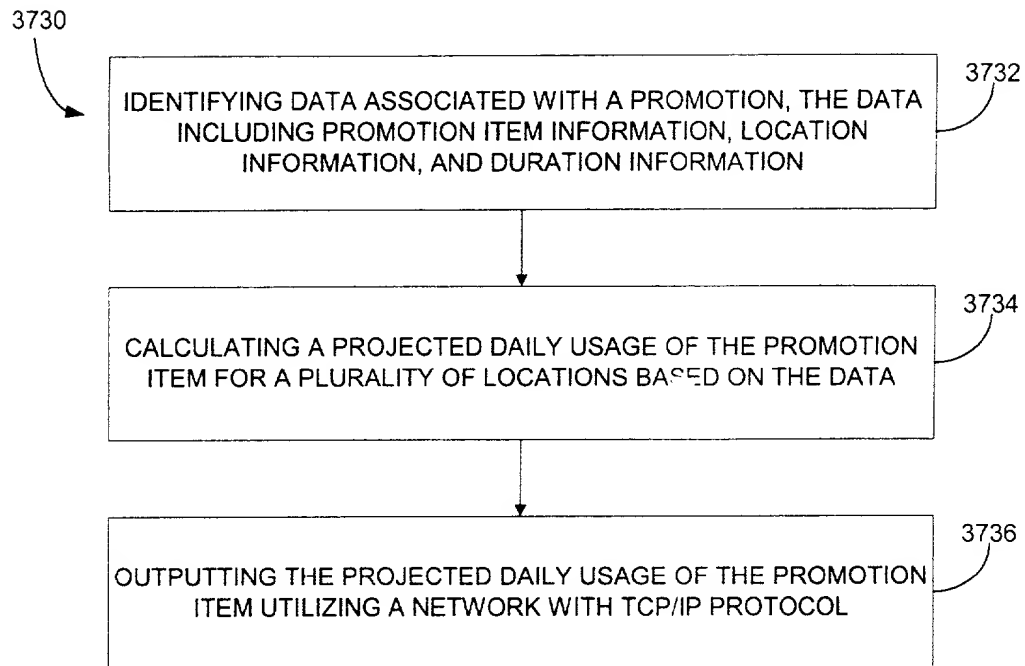 3730
3732
IDENTIFYING DATA ASSOCIATED WITH A PROMOTION, THE DATA
INCLUDING PROMOTION ITEM INFORMATION, LOCATION
INFORMATION, AND DURATION INFORMATION
3734
CALCULATING A PROJECTED DAILY USAGE OF THE PROMOTION
ITEM FOR A PLURALITY OF LOCATIONS BASED ON THE DATA
3736
OUTPUTTING THE PROJECTED DAILY USAGE OF THE PROMOTION
ITEM UTILIZING A NETWORK WITH TCP/IP PROTOCOL